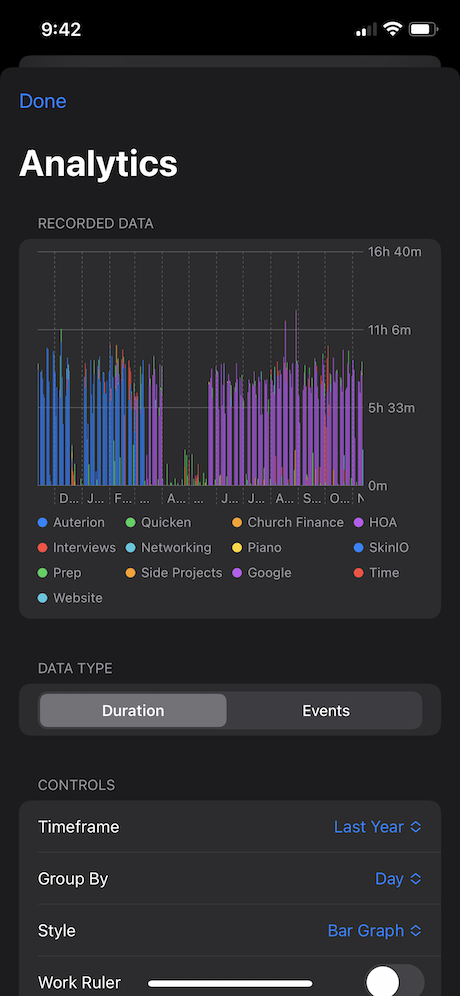 9:42
Done
Analytics
RECORDED DATA
16h 40m
11h 6m
5h 33m
0m
D... J... F... ... A... ... J... J... A... S... O... N
Auterion Quicken Church Finance HOA
Interviews Networking Piano SkinIO
Prep Side Projects Google Time
Website
DATA TYPE
Duration Events
CONTROLS
Timeframe Last Year
Group By Day
Style Bar Graph
Work Ruler